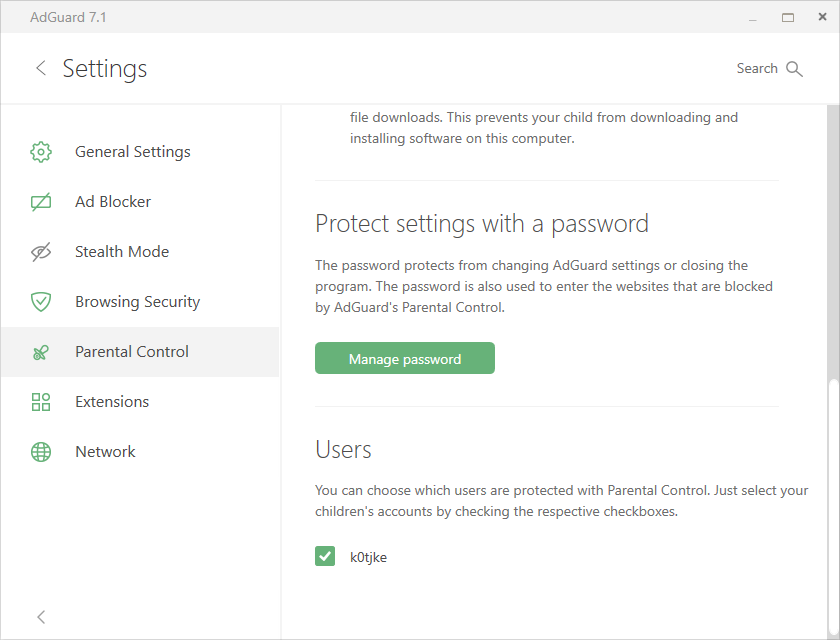 AdGuard 7.1
Settings
Search
General Settings
Ad Blocker
Stealth Mode
Browsing Security
Parental Control
Extensions
Network
file downloads. This prevents your child from downloading and
installing software on this computer.
Protect settings with a password
The password protects from changing AdGuard settings or closing the
program. The password is also used to enter the websites that are blocked
by AdGuard's Parental Control.
Manage password
Users
You can choose which users are protected with Parental Control. Just select your
children's accounts by checking the respective checkboxes.
k0tjke